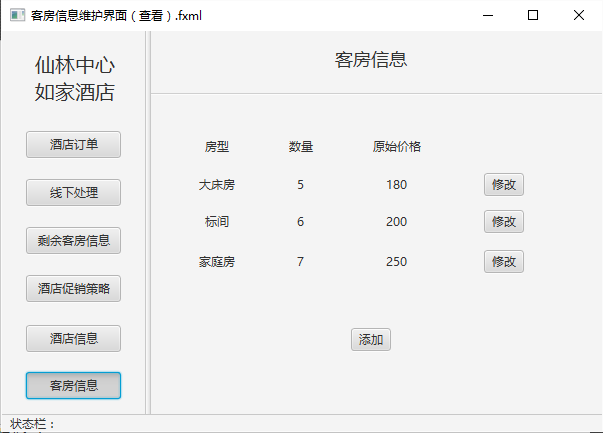 客房信息维护界面（查看）.fxml
仙林中心
如家酒店
酒店订单
线下处理
剩余客房信息
酒店促销策略
酒店信息
客房信息
客房信息
房型 数量 原始价格
大床房 5 180 修改
标间 6 200 修改
家庭房 7 250 修改
添加
状态栏：